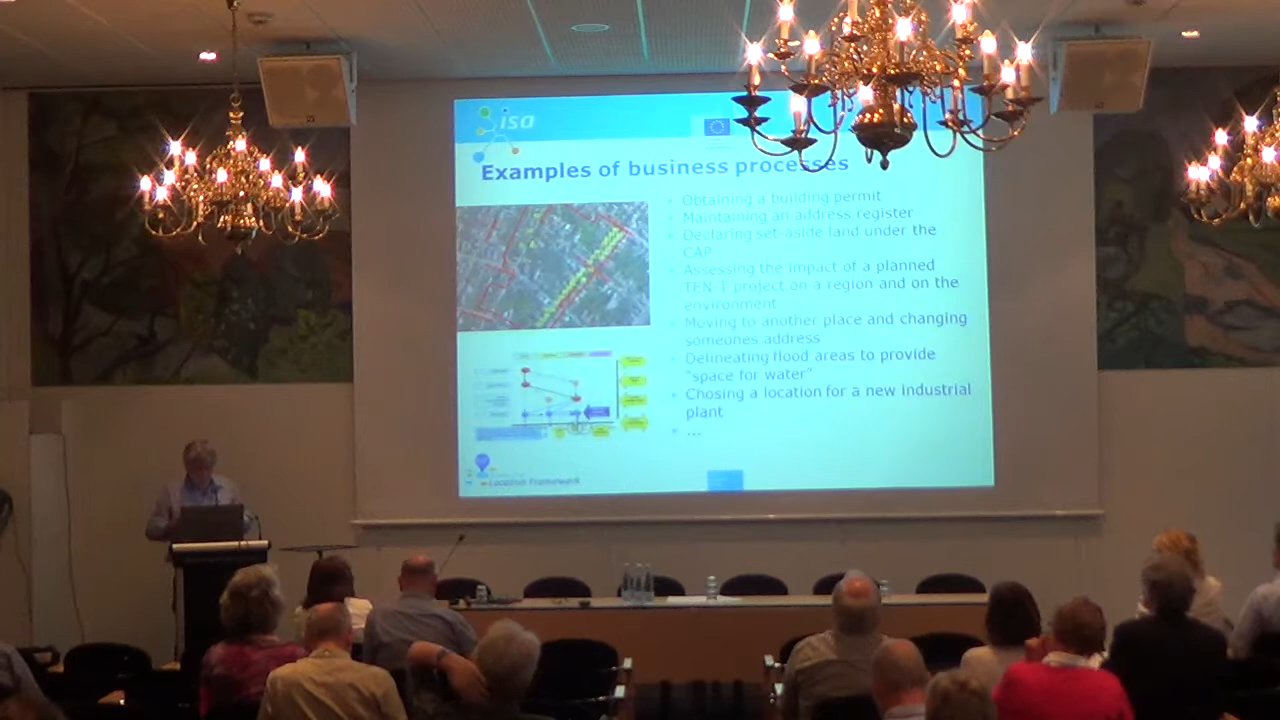 isa
Examples of business processes
Obtaining a building permit
Maintaining an address register
Declaring set-aside land under the
CAP
Assessing the impact of a planned
TEN-T project on a region and on the
environment
Moving to another place and changing
someones address
Delineating flood areas to provide
"space for water"
Chosing a location for a new industrial
plant
...
Location Framework